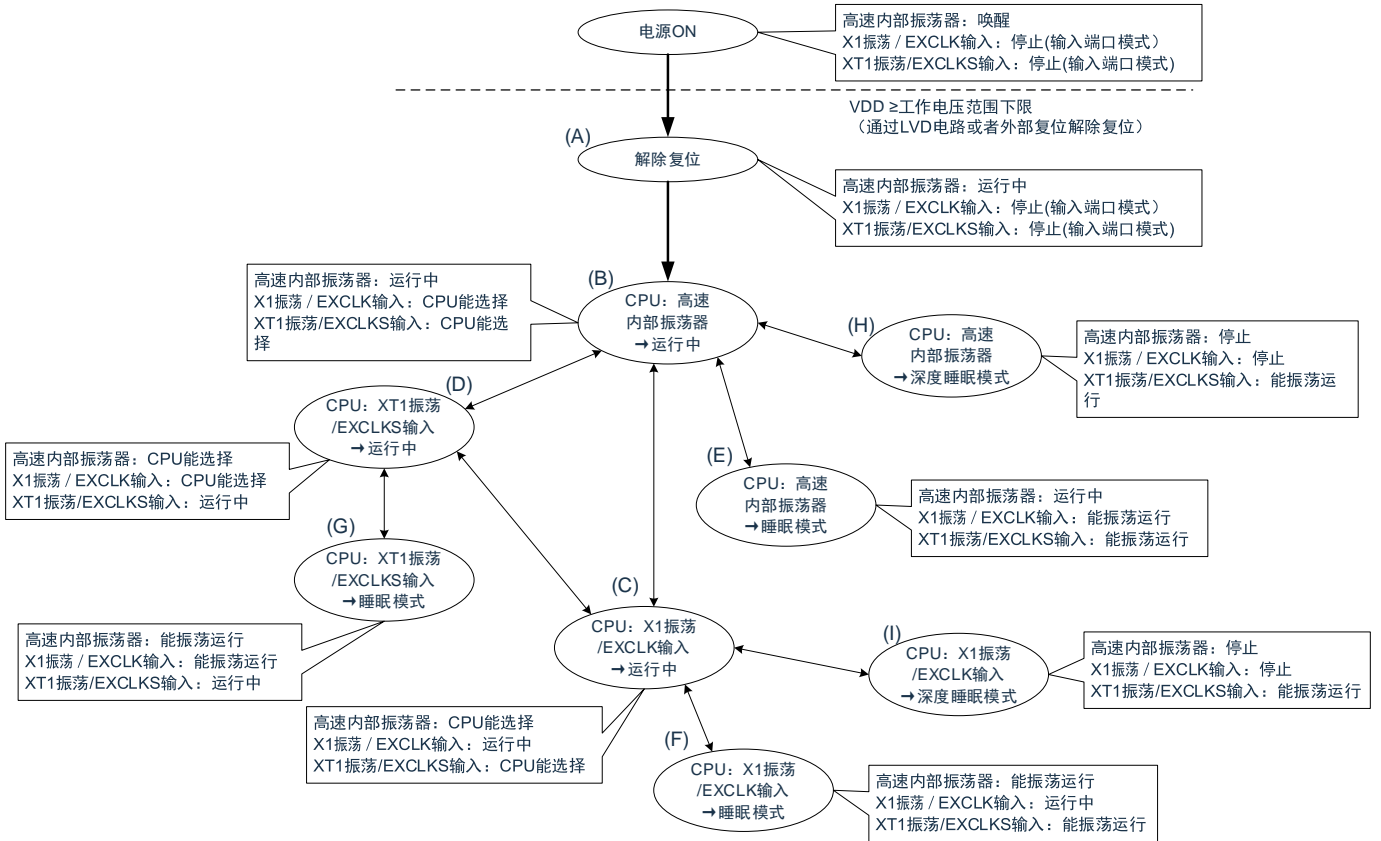 电源ON
高速内部振荡器：唤醒
X1振荡 / EXCLK输入：停止(输入端口模式）
XT1振荡/EXCLKS输入：停止(输入端口模式)
VDD ≥工作电压范围下限
（通过LVD电路或者外部复位解除复位）
(A)
解除复位
高速内部振荡器：运行中
X1振荡 / EXCLK输入：停止(输入端口模式）
XT1振荡/EXCLKS输入：停止(输入端口模式)
(B)
CPU：高速
内部振荡器
→运行中
高速内部振荡器：运行中
X1振荡 / EXCLK输入：CPU能选择
XT1振荡/EXCLKS输入：CPU能选
择
(H)
CPU：高速
内部振荡器
→深度睡眠模式
高速内部振荡器：停止
X1振荡 / EXCLK输入：停止
XT1振荡/EXCLKS输入：能振荡运
行
(D)
CPU：XT1振荡
/EXCLKS输入
→运行中
高速内部振荡器：CPU能选择
X1振荡 / EXCLK输入：CPU能选择
XT1振荡/EXCLKS输入：运行中
(E)
CPU：高速
内部振荡器
→睡眠模式
高速内部振荡器：运行中
X1振荡 / EXCLK输入：能振荡运行
XT1振荡/EXCLKS输入：能振荡运行
(G)
CPU：XT1振荡
/EXCLKS输入
→睡眠模式
高速内部振荡器：能振荡运行
X1振荡 / EXCLK输入：能振荡运行
XT1振荡/EXCLKS输入：运行中
(C)
CPU：X1振荡
/EXCLK输入
→运行中
高速内部振荡器：CPU能选择
X1振荡 / EXCLK输入：运行中
XT1振荡/EXCLKS输入：CPU能选择
(I)
CPU：X1振荡
/EXCLK输入
→深度睡眠模式
高速内部振荡器：停止
X1振荡 / EXCLK输入：停止
XT1振荡/EXCLKS输入：能振荡运行
(F)
CPU：X1振荡
/EXCLK输入
→睡眠模式
高速内部振荡器：能振荡运行
X1振荡 / EXCLK输入：运行中
XT1振荡/EXCLKS输入：能振荡运行